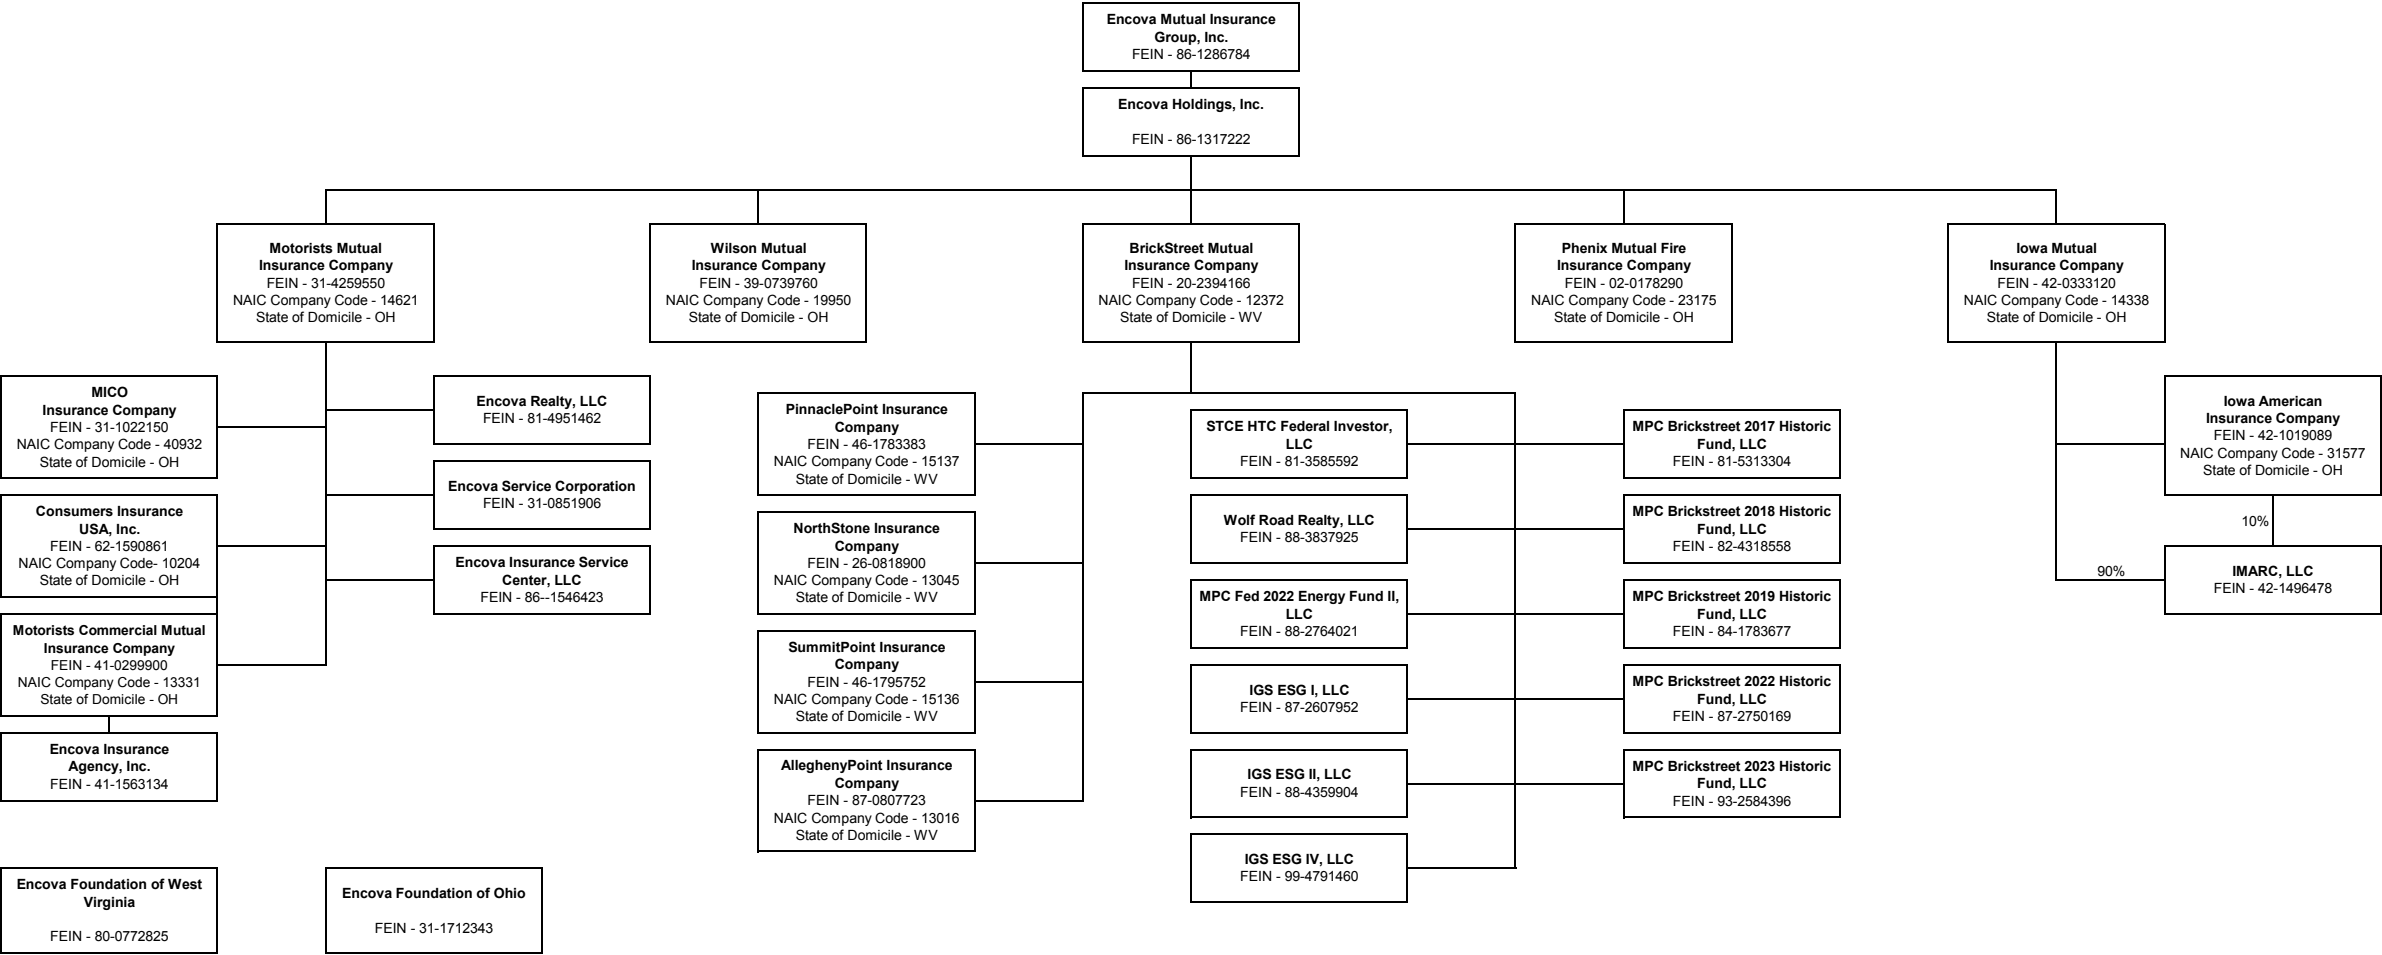 Encova Mutual Insurance
Group, Inc.
FEIN - 86-1286784
Encova Holdings, Inc.
FEIN - 86-1317222
Motorists Mutual
Insurance Company
FEIN - 31-4259550
NAIC Company Code - 14621
State of Domicile - OH
Wilson Mutual
Insurance Company
FEIN - 39-0739760
NAIC Company Code - 19950
State of Domicile - OH
BrickStreet Mutual
Insurance Company
FEIN - 20-2394166
NAIC Company Code - 12372
State of Domicile - WV
Phenix Mutual Fire
Insurance Company
FEIN - 02-0178290
NAIC Company Code - 23175
State of Domicile - OH
Iowa Mutual
Insurance Company
FEIN - 42-0333120
NAIC Company Code - 14338
State of Domicile - OH
MICO
Insurance Company
FEIN - 31-1022150
NAIC Company Code - 40932
State of Domicile - OH
Consumers Insurance
USA, Inc.
FEIN - 62-1590861
NAIC Company Code- 10204
State of Domicile - OH
Motorists Commercial Mutual
Insurance Company
FEIN - 41-0299900
NAIC Company Code - 13331
State of Domicile - OH
Encova Insurance
Agency, Inc.
FEIN - 41-1563134
Encova Realty, LLC
FEIN - 81-4951462
Encova Service Corporation
FEIN - 31-0851906
Encova Insurance Service
Center, LLC
FEIN - 86--1546423
PinnaclePoint Insurance
Company
FEIN - 46-1783383
NAIC Company Code - 15137
State of Domicile - WV
NorthStone Insurance
Company
FEIN - 26-0818900
NAIC Company Code - 13045
State of Domicile - WV
SummitPoint Insurance
Company
FEIN - 46-1795752
NAIC Company Code - 15136
State of Domicile - WV
AlleghenyPoint Insurance
Company
FEIN - 87-0807723
NAIC Company Code - 13016
State of Domicile - WV
STCE HTC Federal Investor,
LLC
FEIN - 81-3585592
Wolf Road Realty, LLC
FEIN - 88-3837925
MPC Fed 2022 Energy Fund II,
LLC
FEIN - 88-2764021
IGS ESG I, LLC
FEIN - 87-2607952
IGS ESG II, LLC
FEIN - 88-4359904
IGS ESG IV, LLC
FEIN - 99-4791460
MPC Brickstreet 2017 Historic
Fund, LLC
FEIN - 81-5313304
MPC Brickstreet 2018 Historic
Fund, LLC
FEIN - 82-4318558
MPC Brickstreet 2019 Historic
Fund, LLC
FEIN - 84-1783677
MPC Brickstreet 2022 Historic
Fund, LLC
FEIN - 87-2750169
MPC Brickstreet 2023 Historic
Fund, LLC
FEIN - 93-2584396
Iowa American
Insurance Company
FEIN - 42-1019089
NAIC Company Code - 31577
State of Domicile - OH
10%
90%
IMARC, LLC
FEIN - 42-1496478
Encova Foundation of West
Virginia
FEIN - 80-0772825
Encova Foundation of Ohio
FEIN - 31-1712343